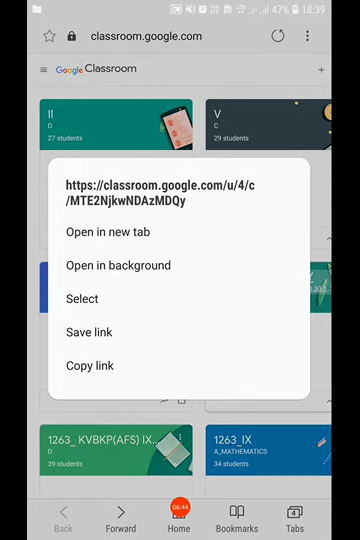 47% 18:39
classroom.google.com
Google Classroom
II
D
27 students
V
C
29 students
https://classroom.google.com/u/4/c
/MTE2NjkwNDAzMDQy
Open in new tab
Open in background
Select
Save link
Copy link
1263_ KVBKP(AFS) IX...
D
39 students
1263_IX
A_MATHEMATICS
34 students
06:44
Back
Forward
Home
Bookmarks
4
Tabs